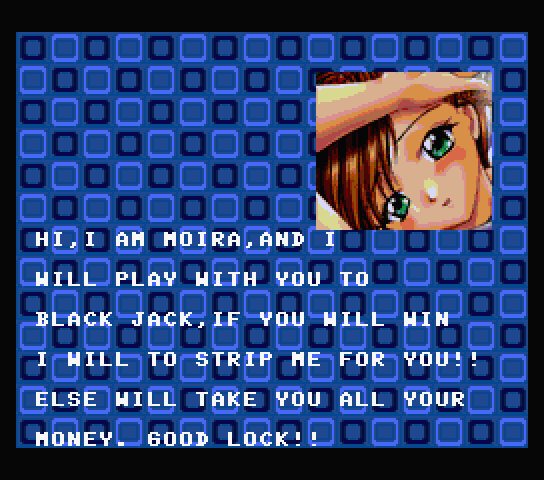 HI,I AM MOIRA,AND I
WILL PLAY WITH YOU TO
BLACK JACK,IF YOU WILL WIN
I WILL TO STRIP ME FOR YOU!!
ELSE WILL TAKE YOU ALL YOUR
MONEY. GOOD LOCK!!